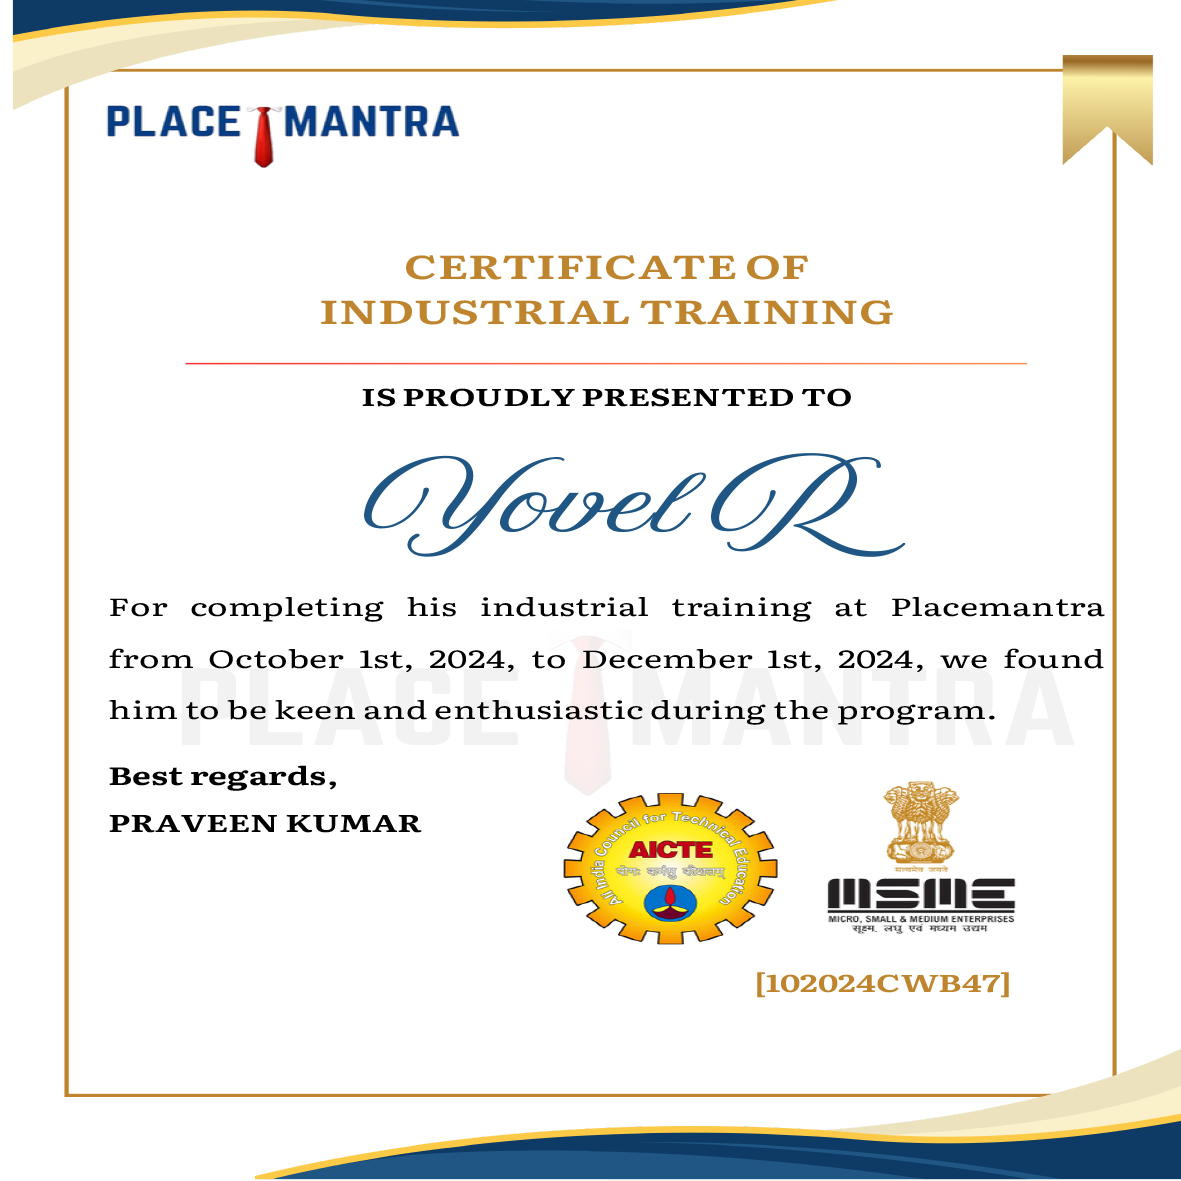 PLACE MANTRA
CERTIFICATE OF
INDUSTRIAL TRAINING
IS PROUDLY PRESENTED TO
Yovel R
For completing his industrial training at Placemantra
from October 1st, 2024, to December 1st, 2024, we found
him to be keen and enthusiastic during the program.
PLACE MANTRA
Best regards,
PRAVEEN KUMAR
All India Council for Technical Education
AICTE
योगः कर्मसु कौशलम्
सत्यमेव जयते
MSME
MICRO, SMALL & MEDIUM ENTERPRISES
सूक्ष्म, लघु एवं मध्यम उद्यम
[102024CWB47]